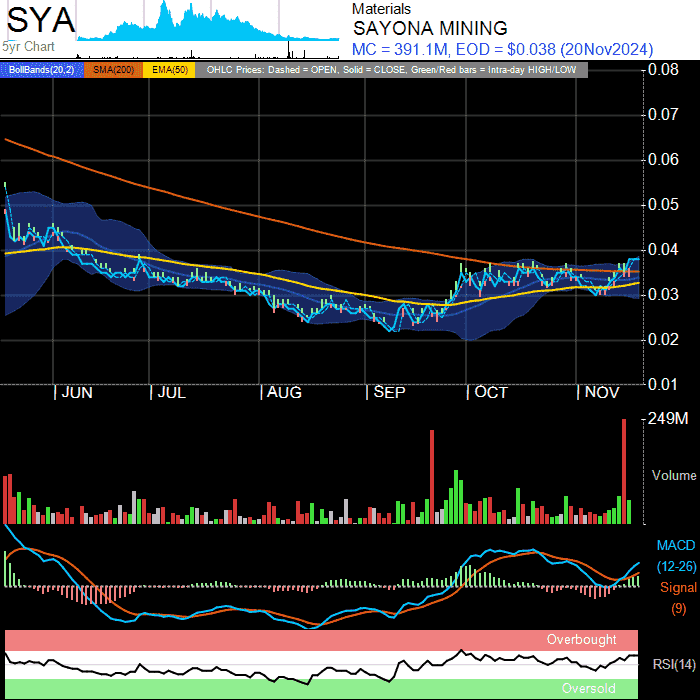 SYA
5yr Chart
Materials
SAYONA MINING
MC = 391.1M, EOD = $0.038 (20Nov2024)
BollBands(20,2) SMA(200) EMA(50) OHLC Prices: Dashed = OPEN, Solid = CLOSE, Green/Red bars = Intra-day HIGH/LOW
0.08
0.07
0.06
0.05
0.04
0.03
0.02
0.01
JUN JUL AUG SEP OCT NOV
249M
Volume
MACD
(12-26)
Signal
(9)
Overbought
RSI(14)
Oversold